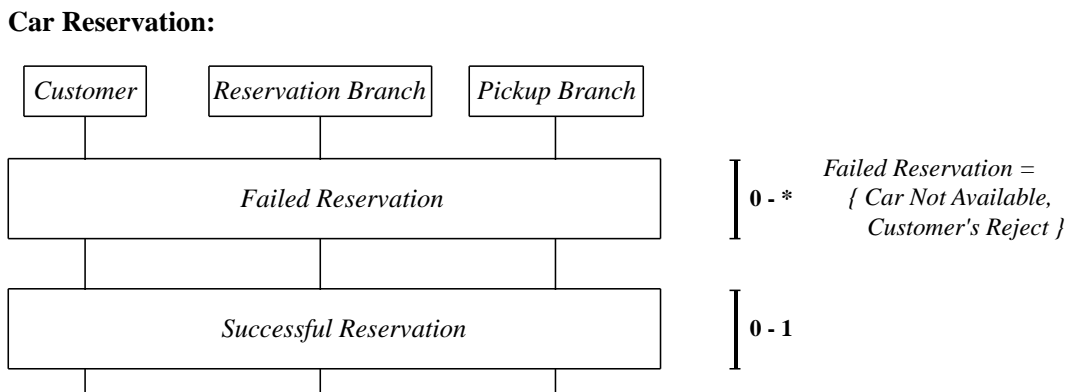 Car Reservation:
Customer
Reservation Branch
Pickup Branch
Failed Reservation
0 - *
Failed Reservation =
{ Car Not Available,
Customer's Reject }
Successful Reservation
0 - 1